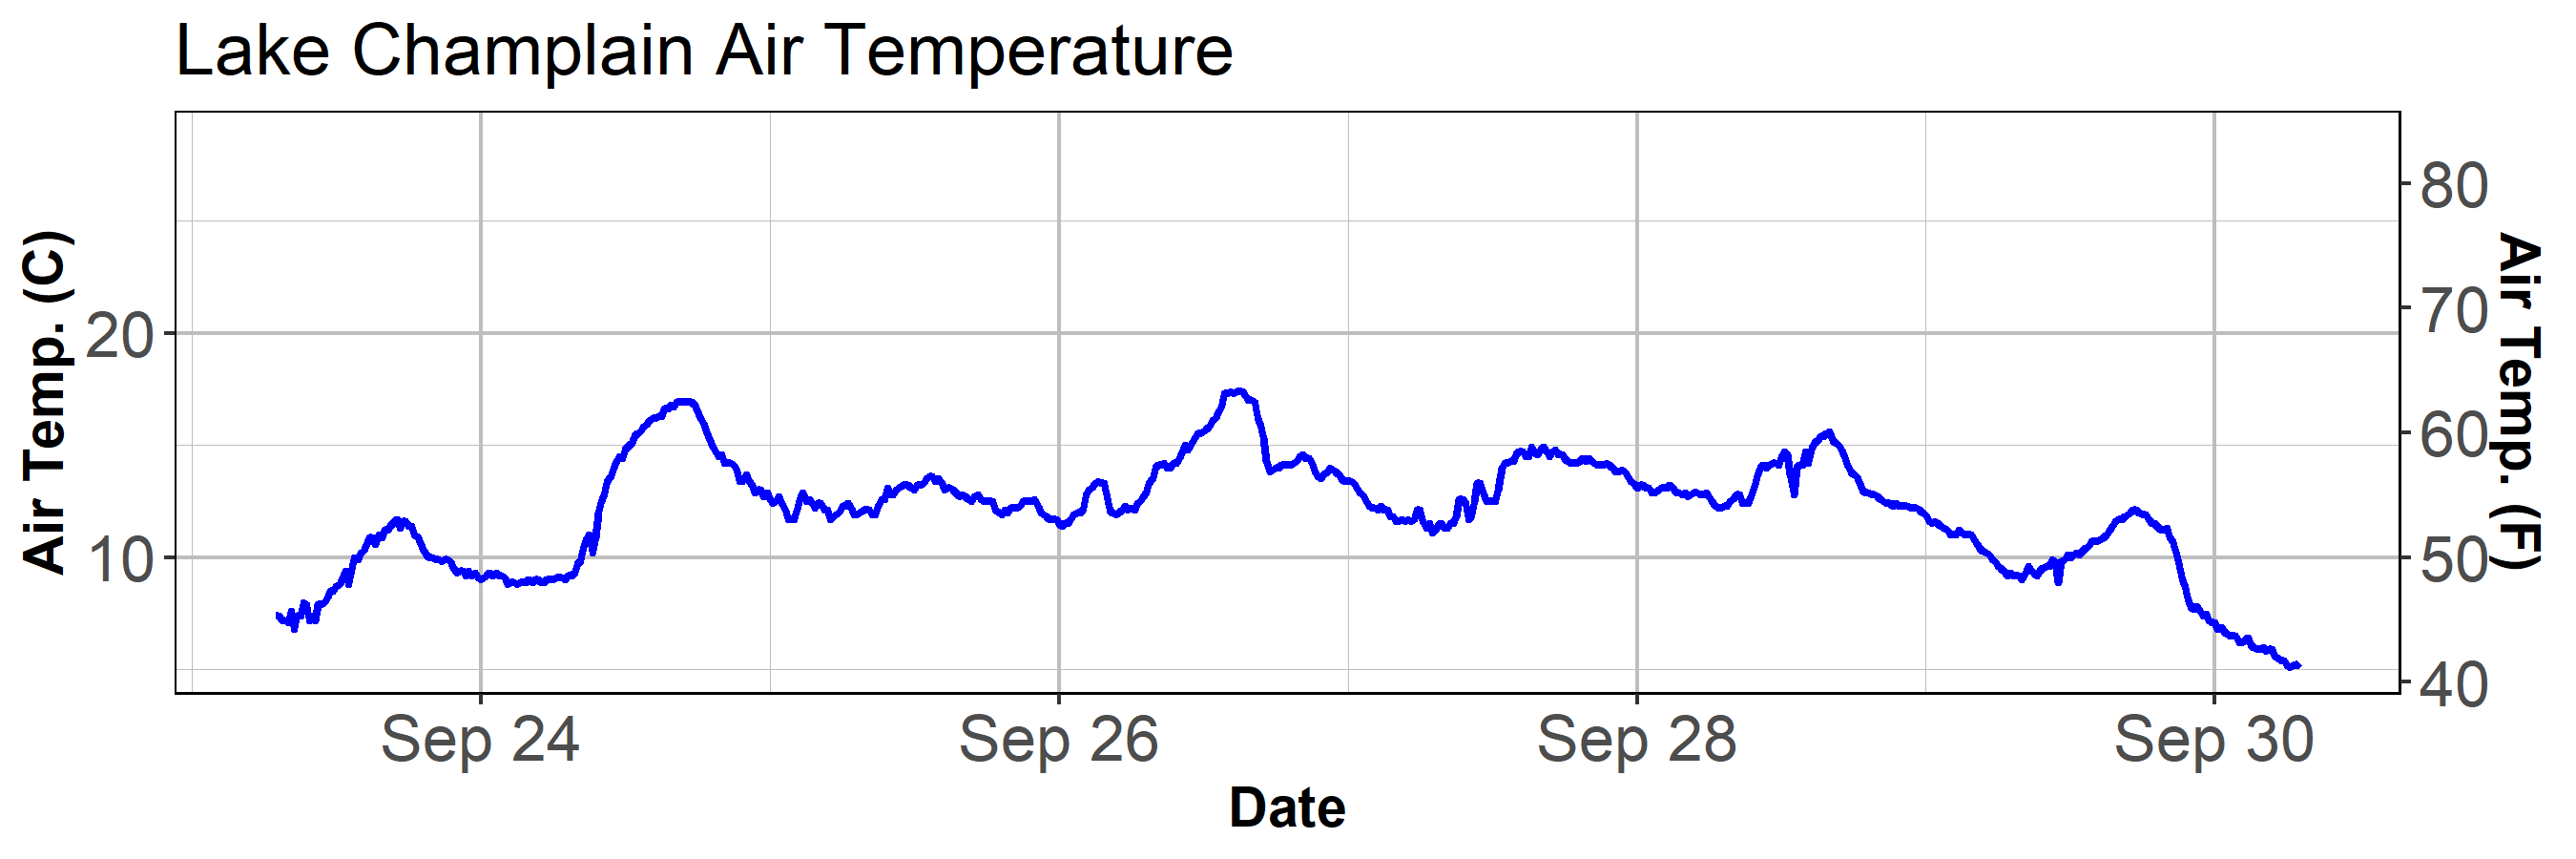 Lake Champlain Air Temperature
Air Temp. (C)
20
10
80
70
60
50
40
Air Temp. (F)
Sep 24
Sep 26
Sep 28
Sep 30
Date